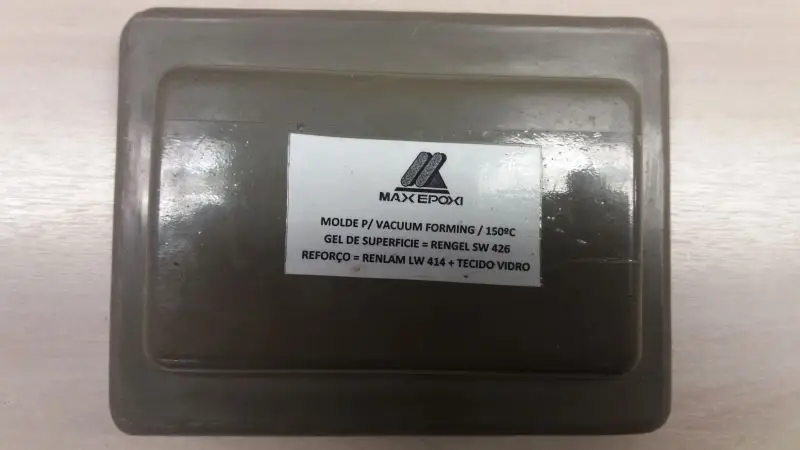 MAX EPOXI
MOLDE P/ VACUUM FORMING / 150ºC
GEL DE SUPERFICIE = RENGEL SW 426
REFORÇO = RENLAM LW 414 + TECIDO VIDRO